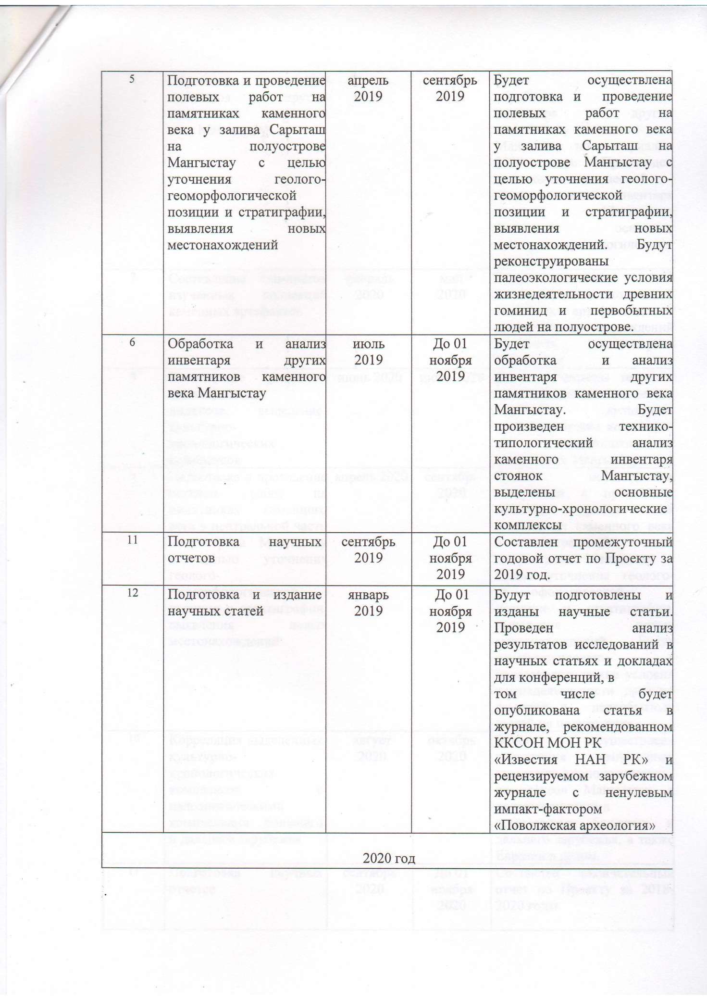 5
Подготовка и проведение
полевых работ на
памятниках каменного
века у залива Сарыташ
на полуострове
Мангыстау с целью
уточнения геолого-
геоморфологической
позиции и стратиграфии,
выявления новых
местонахождений
апрель
2019
сентябрь
2019
Будет осуществлена
подготовка и проведение
полевых работ на
памятниках каменного века
у залива Сарыташ на
полуострове Мангыстау с
целью уточнения геолого-
геоморфологической
позиции и стратиграфии,
выявления новых
местонахождений. Будут
реконструированы
палеоэкологические условия
жизнедеятельности древних
гоминид и первобытных
людей на полуострове.
6
Обработка и анализ
инвентаря других
памятников каменного
века Мангыстау
июль
2019
До 01
ноября
2019
Будет осуществлена
обработка и анализ
инвентаря других
памятников каменного века
Мангыстау. Будет
произведен технико-
типологический анализ
каменного инвентаря
стоянок Мангыстау,
выделены основные
культурно-хронологические
комплексы
11
Подготовка научных
отчетов
сентябрь
2019
До 01
ноября
2019
Составлен промежуточный
годовой отчет по Проекту за
2019 год.
12
Подготовка и издание
научных статей
январь
2019
До 01
ноября
2019
Будут подготовлены и
изданы научные статьи.
Проведен анализ
результатов исследований в
научных статьях и докладах
для конференций, в
том числе будет
опубликована статья в
журнале, рекомендованном
ККСОН МОН РК
«Известия НАН РК» и
рецензируемом зарубежном
журнале с ненулевым
импакт-фактором
«Поволжская археология»
2020 год